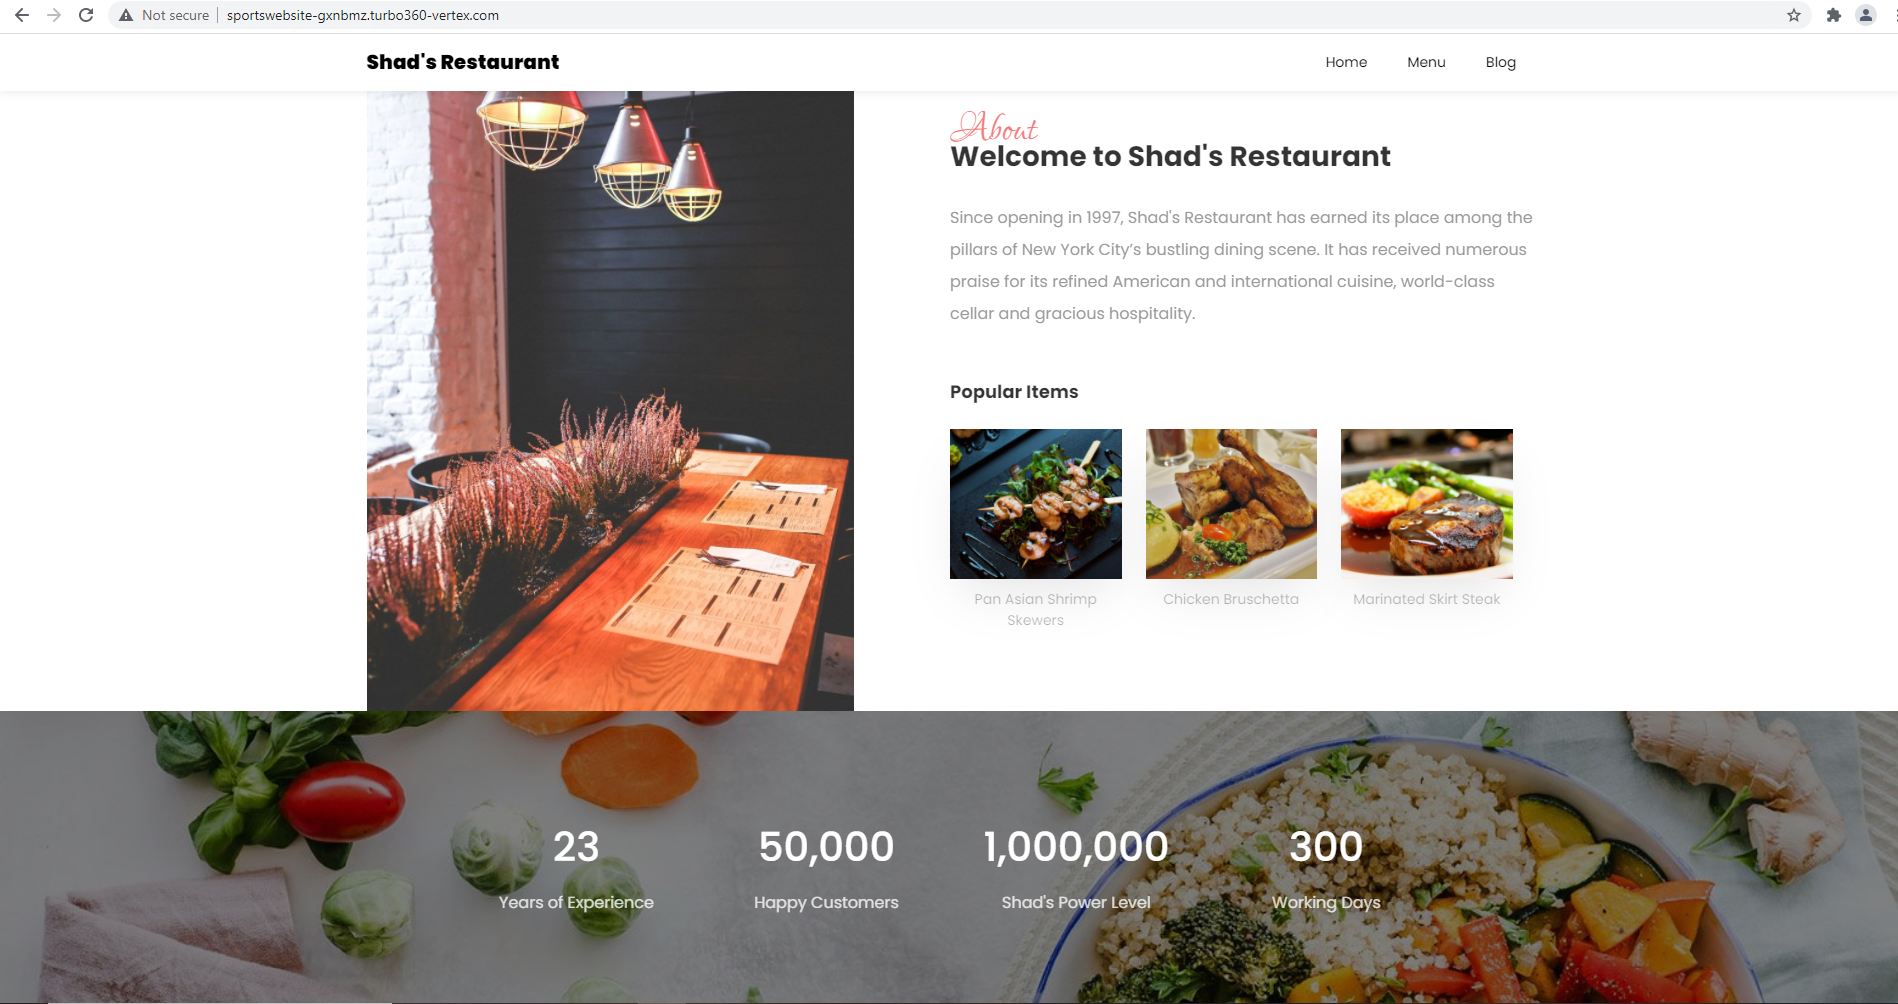 Not secure
sportswebsite-gxnbmz.turbo360-vertex.com
Shad's Restaurant
Home
Menu
Blog
About
Welcome to Shad's Restaurant
Since opening in 1997, Shad's Restaurant has earned its place among the
pillars of New York City’s bustling dining scene. It has received numerous
praise for its refined American and international cuisine, world-class
cellar and gracious hospitality.
Popular Items
Pan Asian Shrimp
Skewers
Chicken Bruschetta
Marinated Skirt Steak
23
Years of Experience
50,000
Happy Customers
1,000,000
Shad's Power Level
300
Working Days